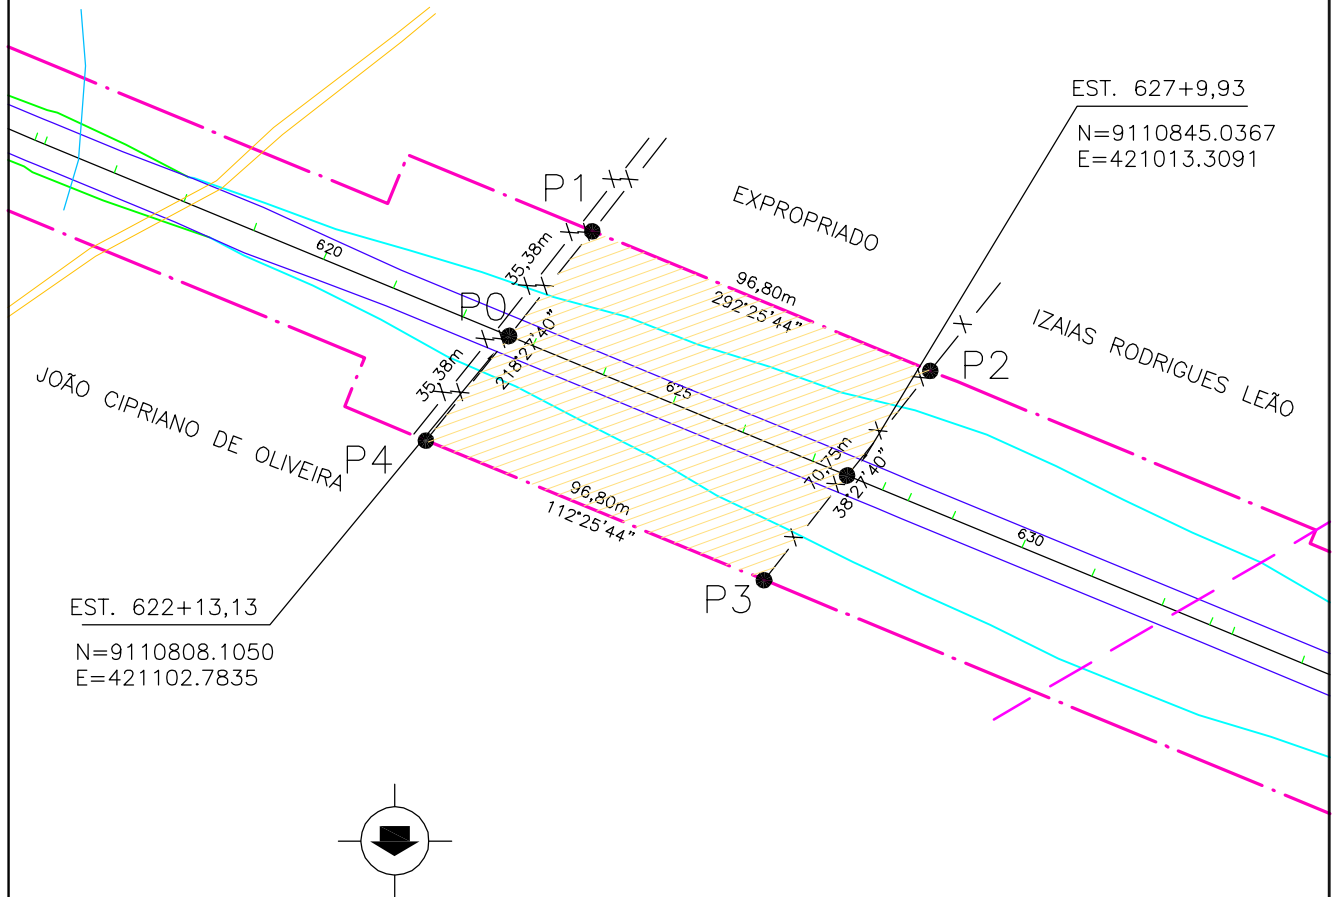 EST. 627+9,93
N=9110845.0367
E=421013.3091
P1
EXPROPRIADO
620
35,38m
96,80m
292°25'44"
P0
IZAIAS RODRIGUES LEÃO
218°27'40"
P2
35,38m
625
JOÃO CIPRIANO DE OLIVEIRA
P4
70,75m
38°27'40"
96,80m
112°25'44"
630
P3
EST. 622+13,13
N=9110808.1050
E=421102.7835